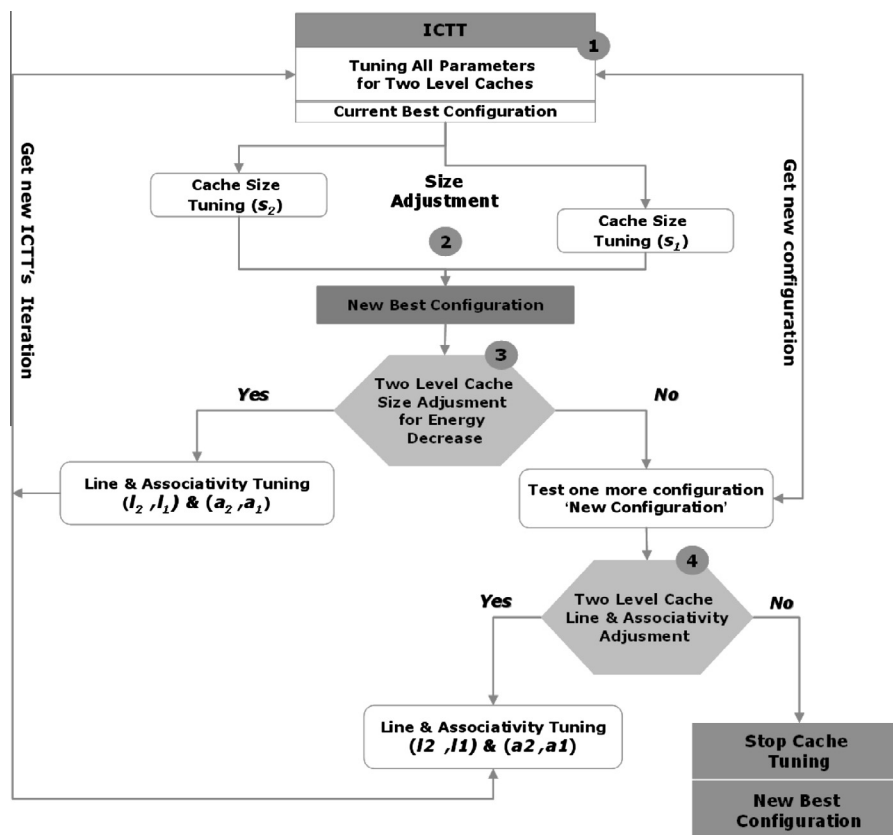 ICTT
1
Tuning All Parameters
for Two Level Caches
Current Best Configuration
Get new ICTT's Iteration
Get new configuration
Cache Size
Tuning (s₂)
Size
Adjustment
Cache Size
Tuning (s₁)
2
New Best Configuration
3
Two Level Cache
Size Adjusment
for Energy
Decrease
Yes
No
Line & Associativity Tuning
(l₂ ,l₁) & (a₂ ,a₁)
Test one more configuration
‘New Configuration’
4
Two Level Cache
Line & Associativity
Adjusment
Yes
No
Line & Associativity Tuning
(l2 ,l1) & (a2,a1)
Stop Cache
Tuning
New Best
Configuration